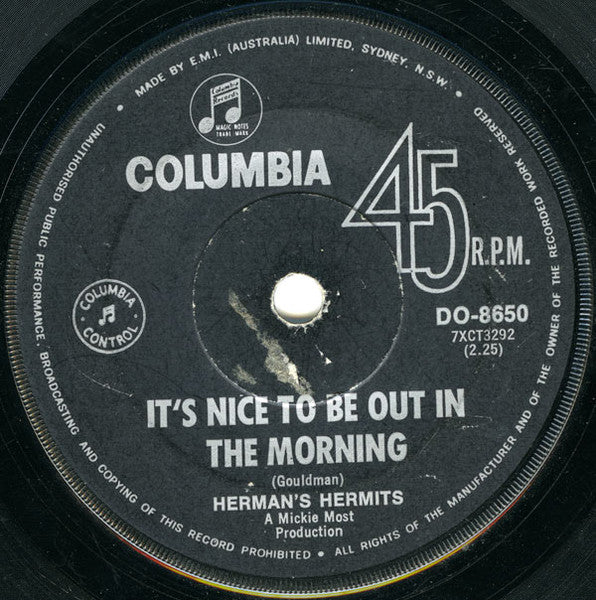 MADE BY E.M.I. (AUSTRALIA) LIMITED, SYDNEY. N.S.W. •
UNAUTHORISED PUBLIC PERFORMANCE, BROADCASTING AND COPYING OF THIS RECORD PROHIBITED • ALL RIGHTS OF THE MANUFACTURER AND OF THE OWNER OF THE RECORDED WORK RESERVED •
Columbia
Records
MAGIC NOTES
TRADE MARK
COLUMBIA
45
R.P.M.
COLUMBIA
CONTROL
DO-8650
7XCT3292
(2.25)
IT'S NICE TO BE OUT IN
THE MORNING
(Gouldman)
HERMAN'S HERMITS
A Mickie Most
Production